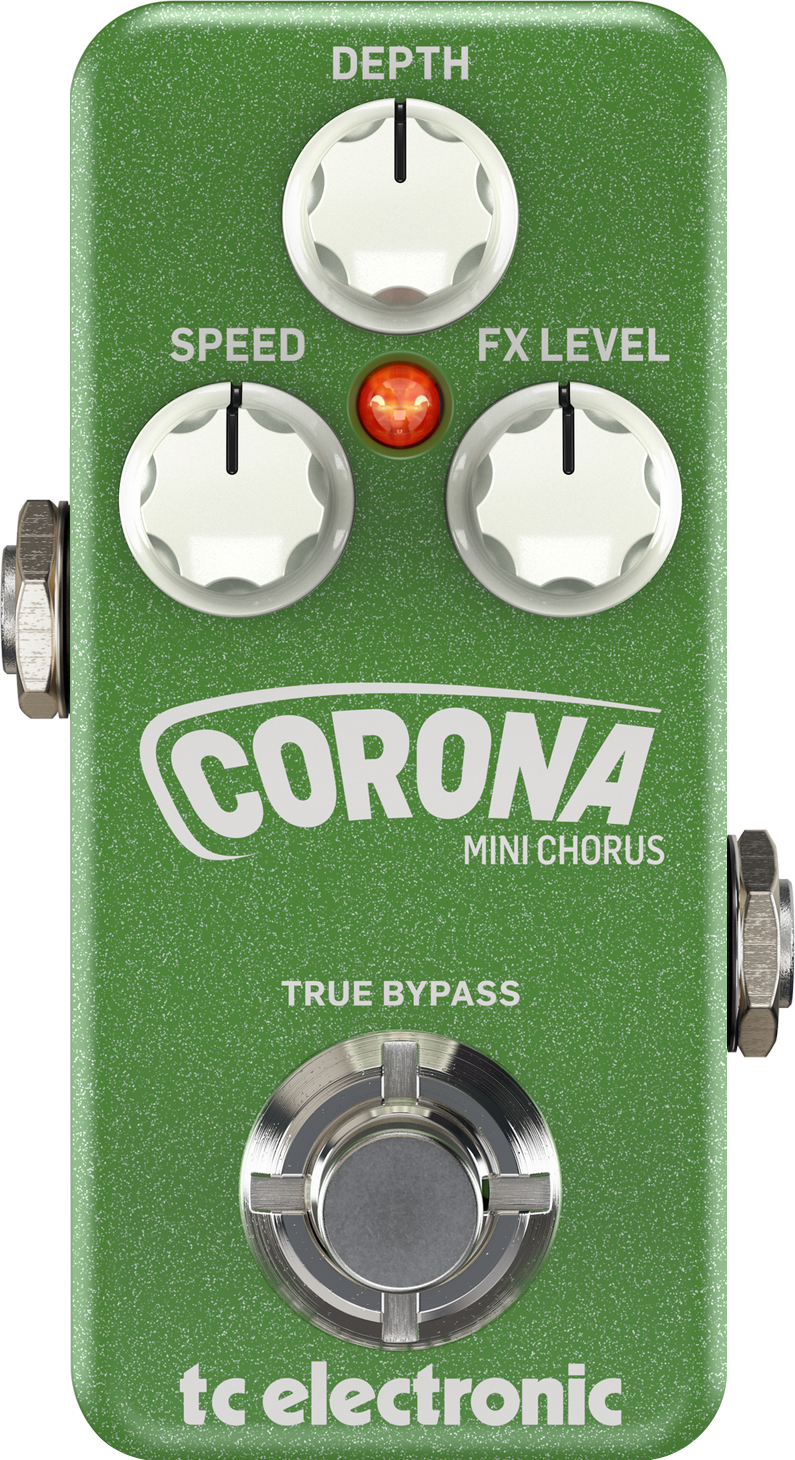 DEPTH
SPEED
FX LEVEL
CORONA
MINI CHORUS
TRUE BYPASS
tc electronic